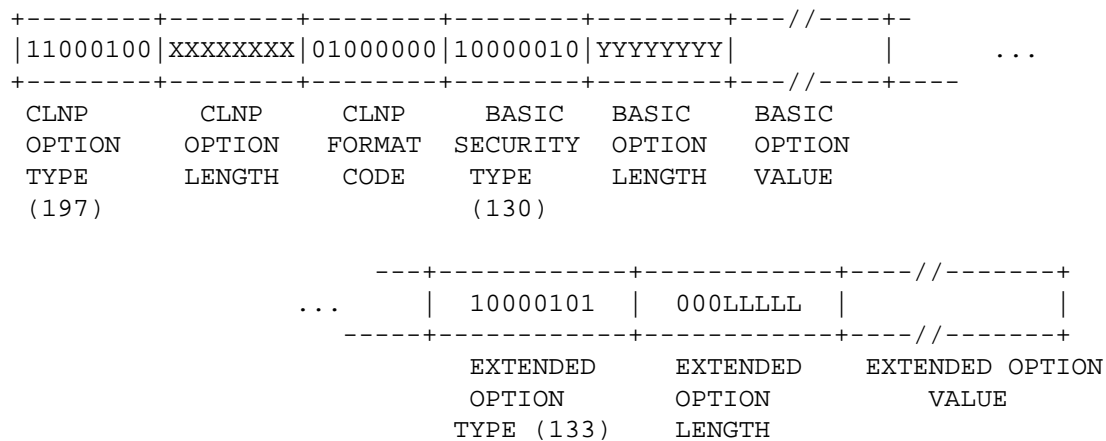 +--------+--------+--------+--------+--------+---//----+-
|11000100|XXXXXXXX|01000000|10000010|YYYYYYYY|         |      ...
+--------+--------+--------+--------+--------+---//----+----
CLNP       CLNP     CLNP      BASIC   BASIC    BASIC
OPTION    OPTION   FORMAT  SECURITY  OPTION   OPTION
TYPE      LENGTH    CODE     TYPE    LENGTH   VALUE
(197)                        (130)
---+------------+------------+----//-------+
...      |  10000101  |  000LLLLL  |             |
-----+------------+------------+----//-------+
EXTENDED     EXTENDED    EXTENDED OPTION
OPTION       OPTION          VALUE
TYPE (133)    LENGTH